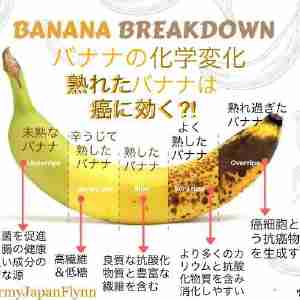 BANANA BREAKDOWN
バナナの化学変化
熟れたバナナは
癌に効く?!
未熟な
バナナ
辛うじて
熟した
バナナ
熟した
バナナ
よく
熟した
バナナ
熟れ過ぎた
バナナ
Underripe
Barely ripe
Ripe
Very ripe
Overripe
菌を促進
腸の健康
い成分の
な源
高繊維
＆低糖
良質な抗酸化
物質と豊富な
繊維を含む
より多くのカ
リウムと抗酸
化物質を含み
消化しやすい
癌細胞と
う抗癌物
を生成す
rmyJapanFlynn